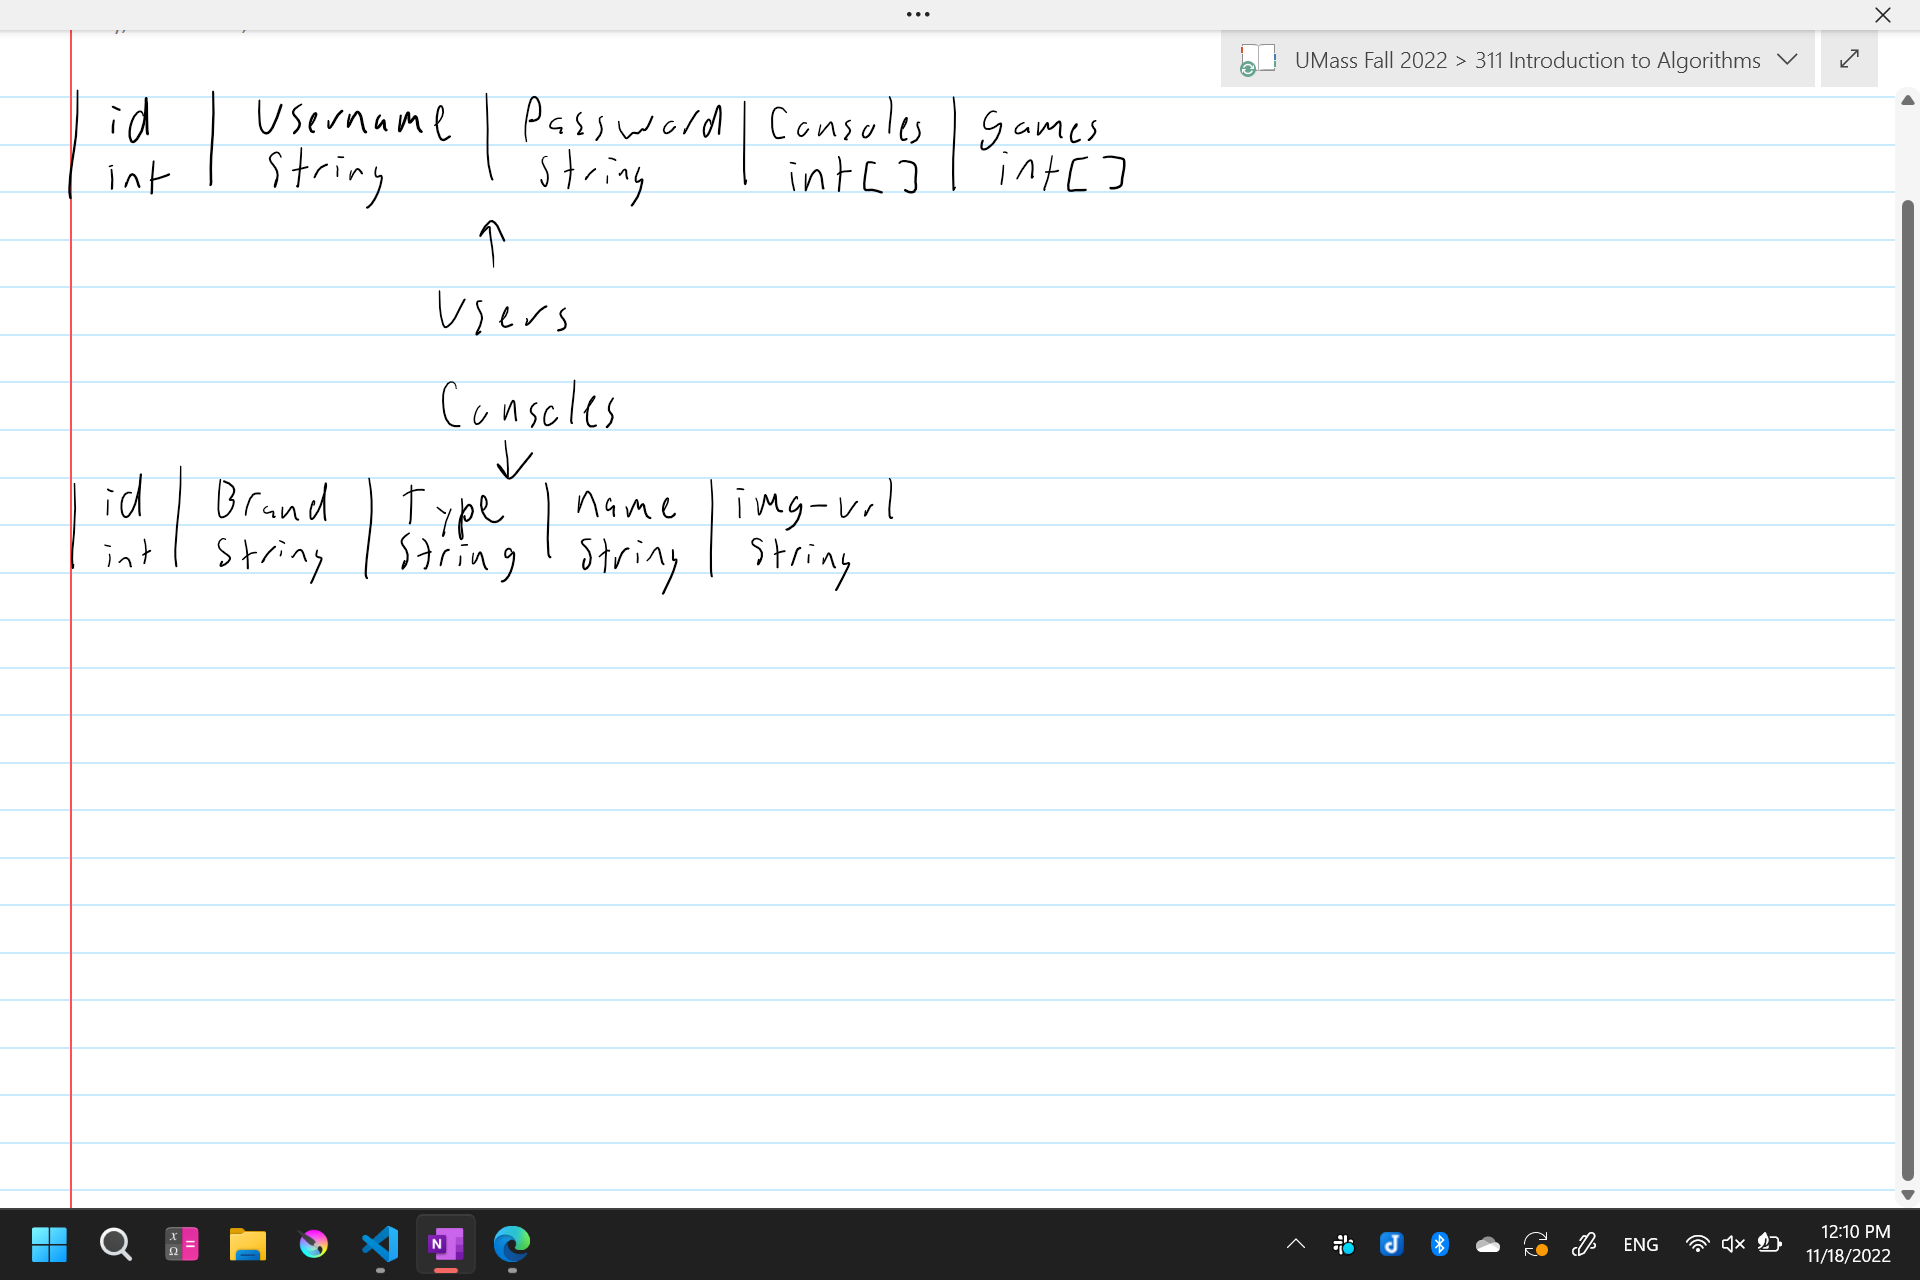 UMass Fall 2022 > 311 Introduction to Algorithms
| id | Username | Password | Consoles | games
int | String | String | int[] | int[]
↑
Users
Consoles
↓
| id | Brand | Type | name | img-url
int | String | String | String | String
ENG
12:10 PM
11/18/2022